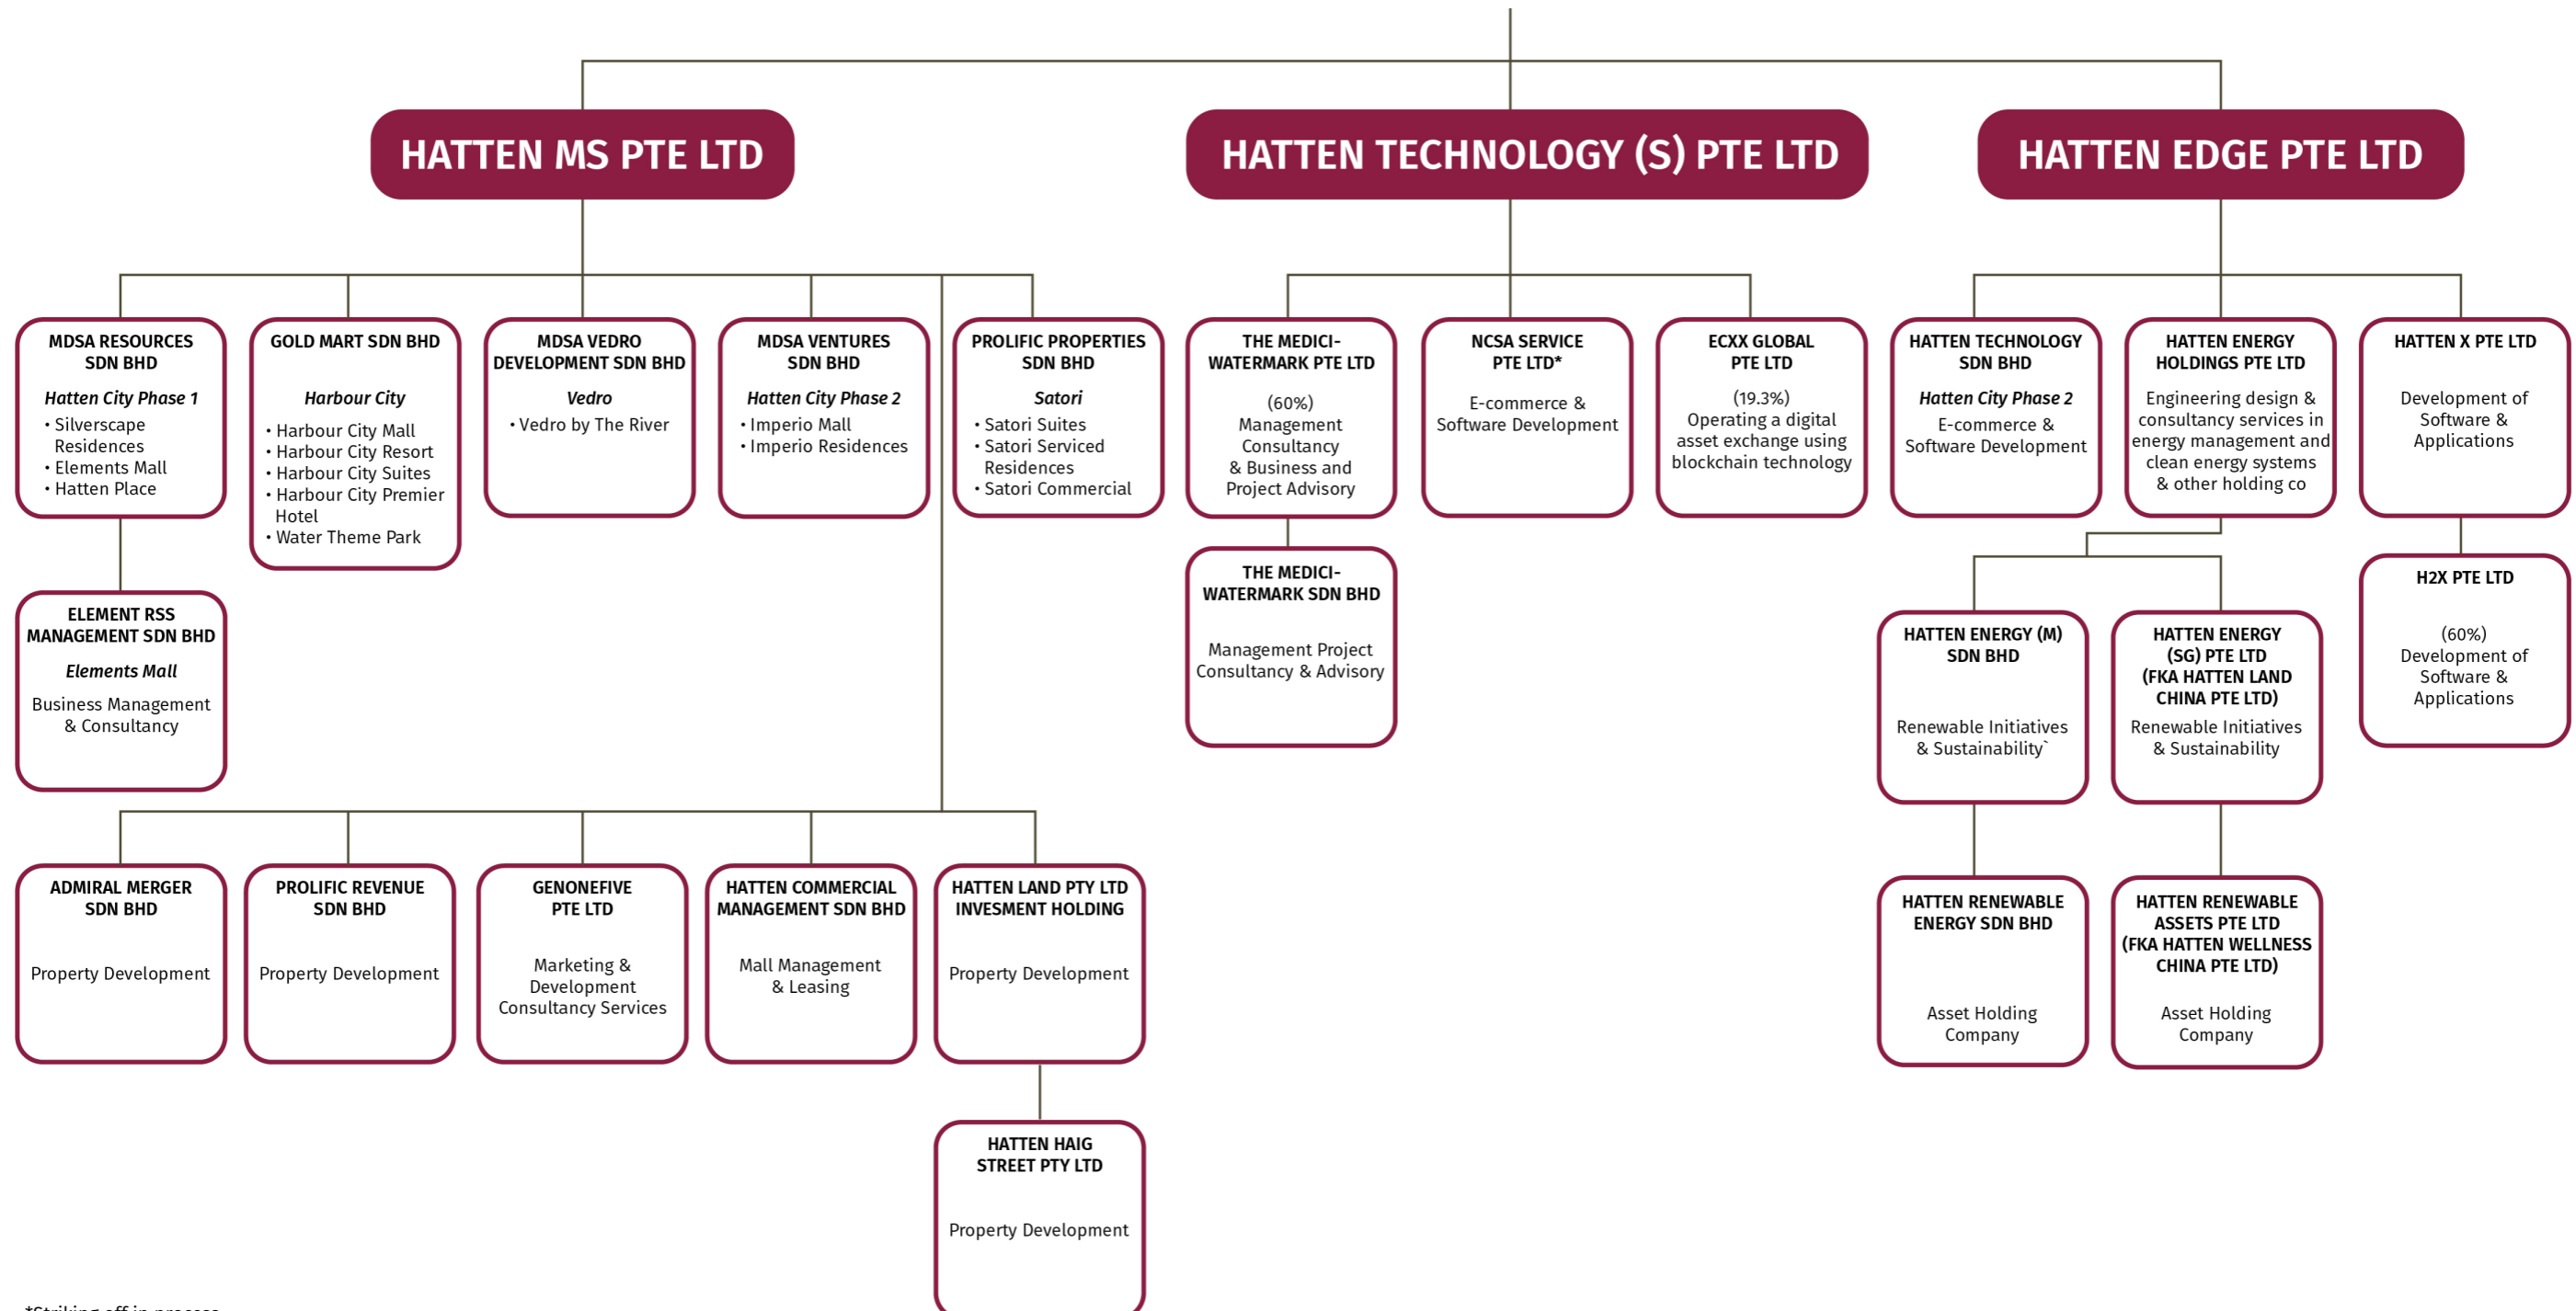 HATTEN MS PTE LTD
HATTEN TECHNOLOGY (S) PTE LTD
HATTEN EDGE PTE LTD
MDSA RESOURCES
SDN BHD
Hatten City Phase 1
• Silverscape
Residences
• Elements Mall
• Hatten Place
GOLD MART SDN BHD
Harbour City
• Harbour City Mall
• Harbour City Resort
• Harbour City Suites
• Harbour City Premier
Hotel
• Water Theme Park
MDSA VEDRO
DEVELOPMENT SDN BHD
Vedro
• Vedro by The River
MDSA VENTURES
SDN BHD
Hatten City Phase 2
• Imperio Mall
• Imperio Residences
PROLIFIC PROPERTIES
SDN BHD
Satori
• Satori Suites
• Satori Serviced
Residences
• Satori Commercial
THE MEDICI-
WATERMARK PTE LTD
(60%)
Management
Consultancy
& Business and
Project Advisory
NCSA SERVICE
PTE LTD*
E-commerce &
Software Development
ECXX GLOBAL
PTE LTD
(19.3%)
Operating a digital
asset exchange using
blockchain technology
HATTEN TECHNOLOGY
SDN BHD
Hatten City Phase 2
E-commerce &
Software Development
HATTEN ENERGY
HOLDINGS PTE LTD
Engineering design &
consultancy services in
energy management and
clean energy systems
& other holding co
HATTEN X PTE LTD
Development of
Software &
Applications
ELEMENT RSS
MANAGEMENT SDN BHD
Elements Mall
Business Management
& Consultancy
THE MEDICI-
WATERMARK SDN BHD
Management Project
Consultancy & Advisory
HATTEN ENERGY (M)
SDN BHD
Renewable Initiatives
& Sustainability`
HATTEN ENERGY
(SG) PTE LTD
(FKA HATTEN LAND
CHINA PTE LTD)
Renewable Initiatives
& Sustainability
H2X PTE LTD
(60%)
Development of
Software &
Applications
ADMIRAL MERGER
SDN BHD
Property Development
PROLIFIC REVENUE
SDN BHD
Property Development
GENONEFIVE
PTE LTD
Marketing &
Development
Consultancy Services
HATTEN COMMERCIAL
MANAGEMENT SDN BHD
Mall Management
& Leasing
HATTEN LAND PTY LTD
INVESMENT HOLDING
Property Development
HATTEN RENEWABLE
ENERGY SDN BHD
Asset Holding
Company
HATTEN RENEWABLE
ASSETS PTE LTD
(FKA HATTEN WELLNESS
CHINA PTE LTD)
Asset Holding
Company
HATTEN HAIG
STREET PTY LTD
Property Development
*Striking off in process